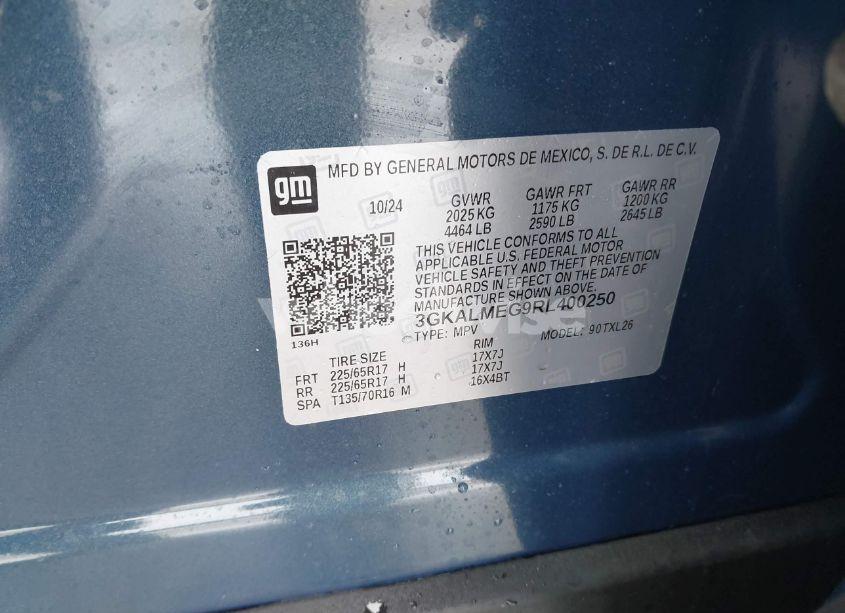 gm
MFD BY GENERAL MOTORS DE MEXICO, S. DE R.L. DE C.V.
10/24 GVWR GAWR FRT GAWR RR
2025 KG 1175 KG 1200 KG
4464 LB 2590 LB 2645 LB
THIS VEHICLE CONFORMS TO ALL
APPLICABLE U.S. FEDERAL MOTOR
VEHICLE SAFETY AND THEFT PREVENTION
STANDARDS IN EFFECT ON THE DATE OF
MANUFACTURE SHOWN ABOVE.
3GKALMEG9RL400250
TYPE: MPV MODEL: 90TXL26
136H
TIRE SIZE RIM
FRT 225/65R17 H 17X7J
RR 225/65R17 H 17X7J
SPA T135/70R16 M 16X4BT